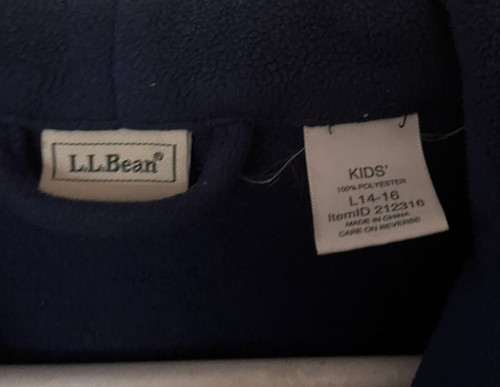 L.L.Bean®
KIDS'
100% POLYESTER
L14-16
ItemID 212316
MADE IN CHINA
CARE ON REVERSE